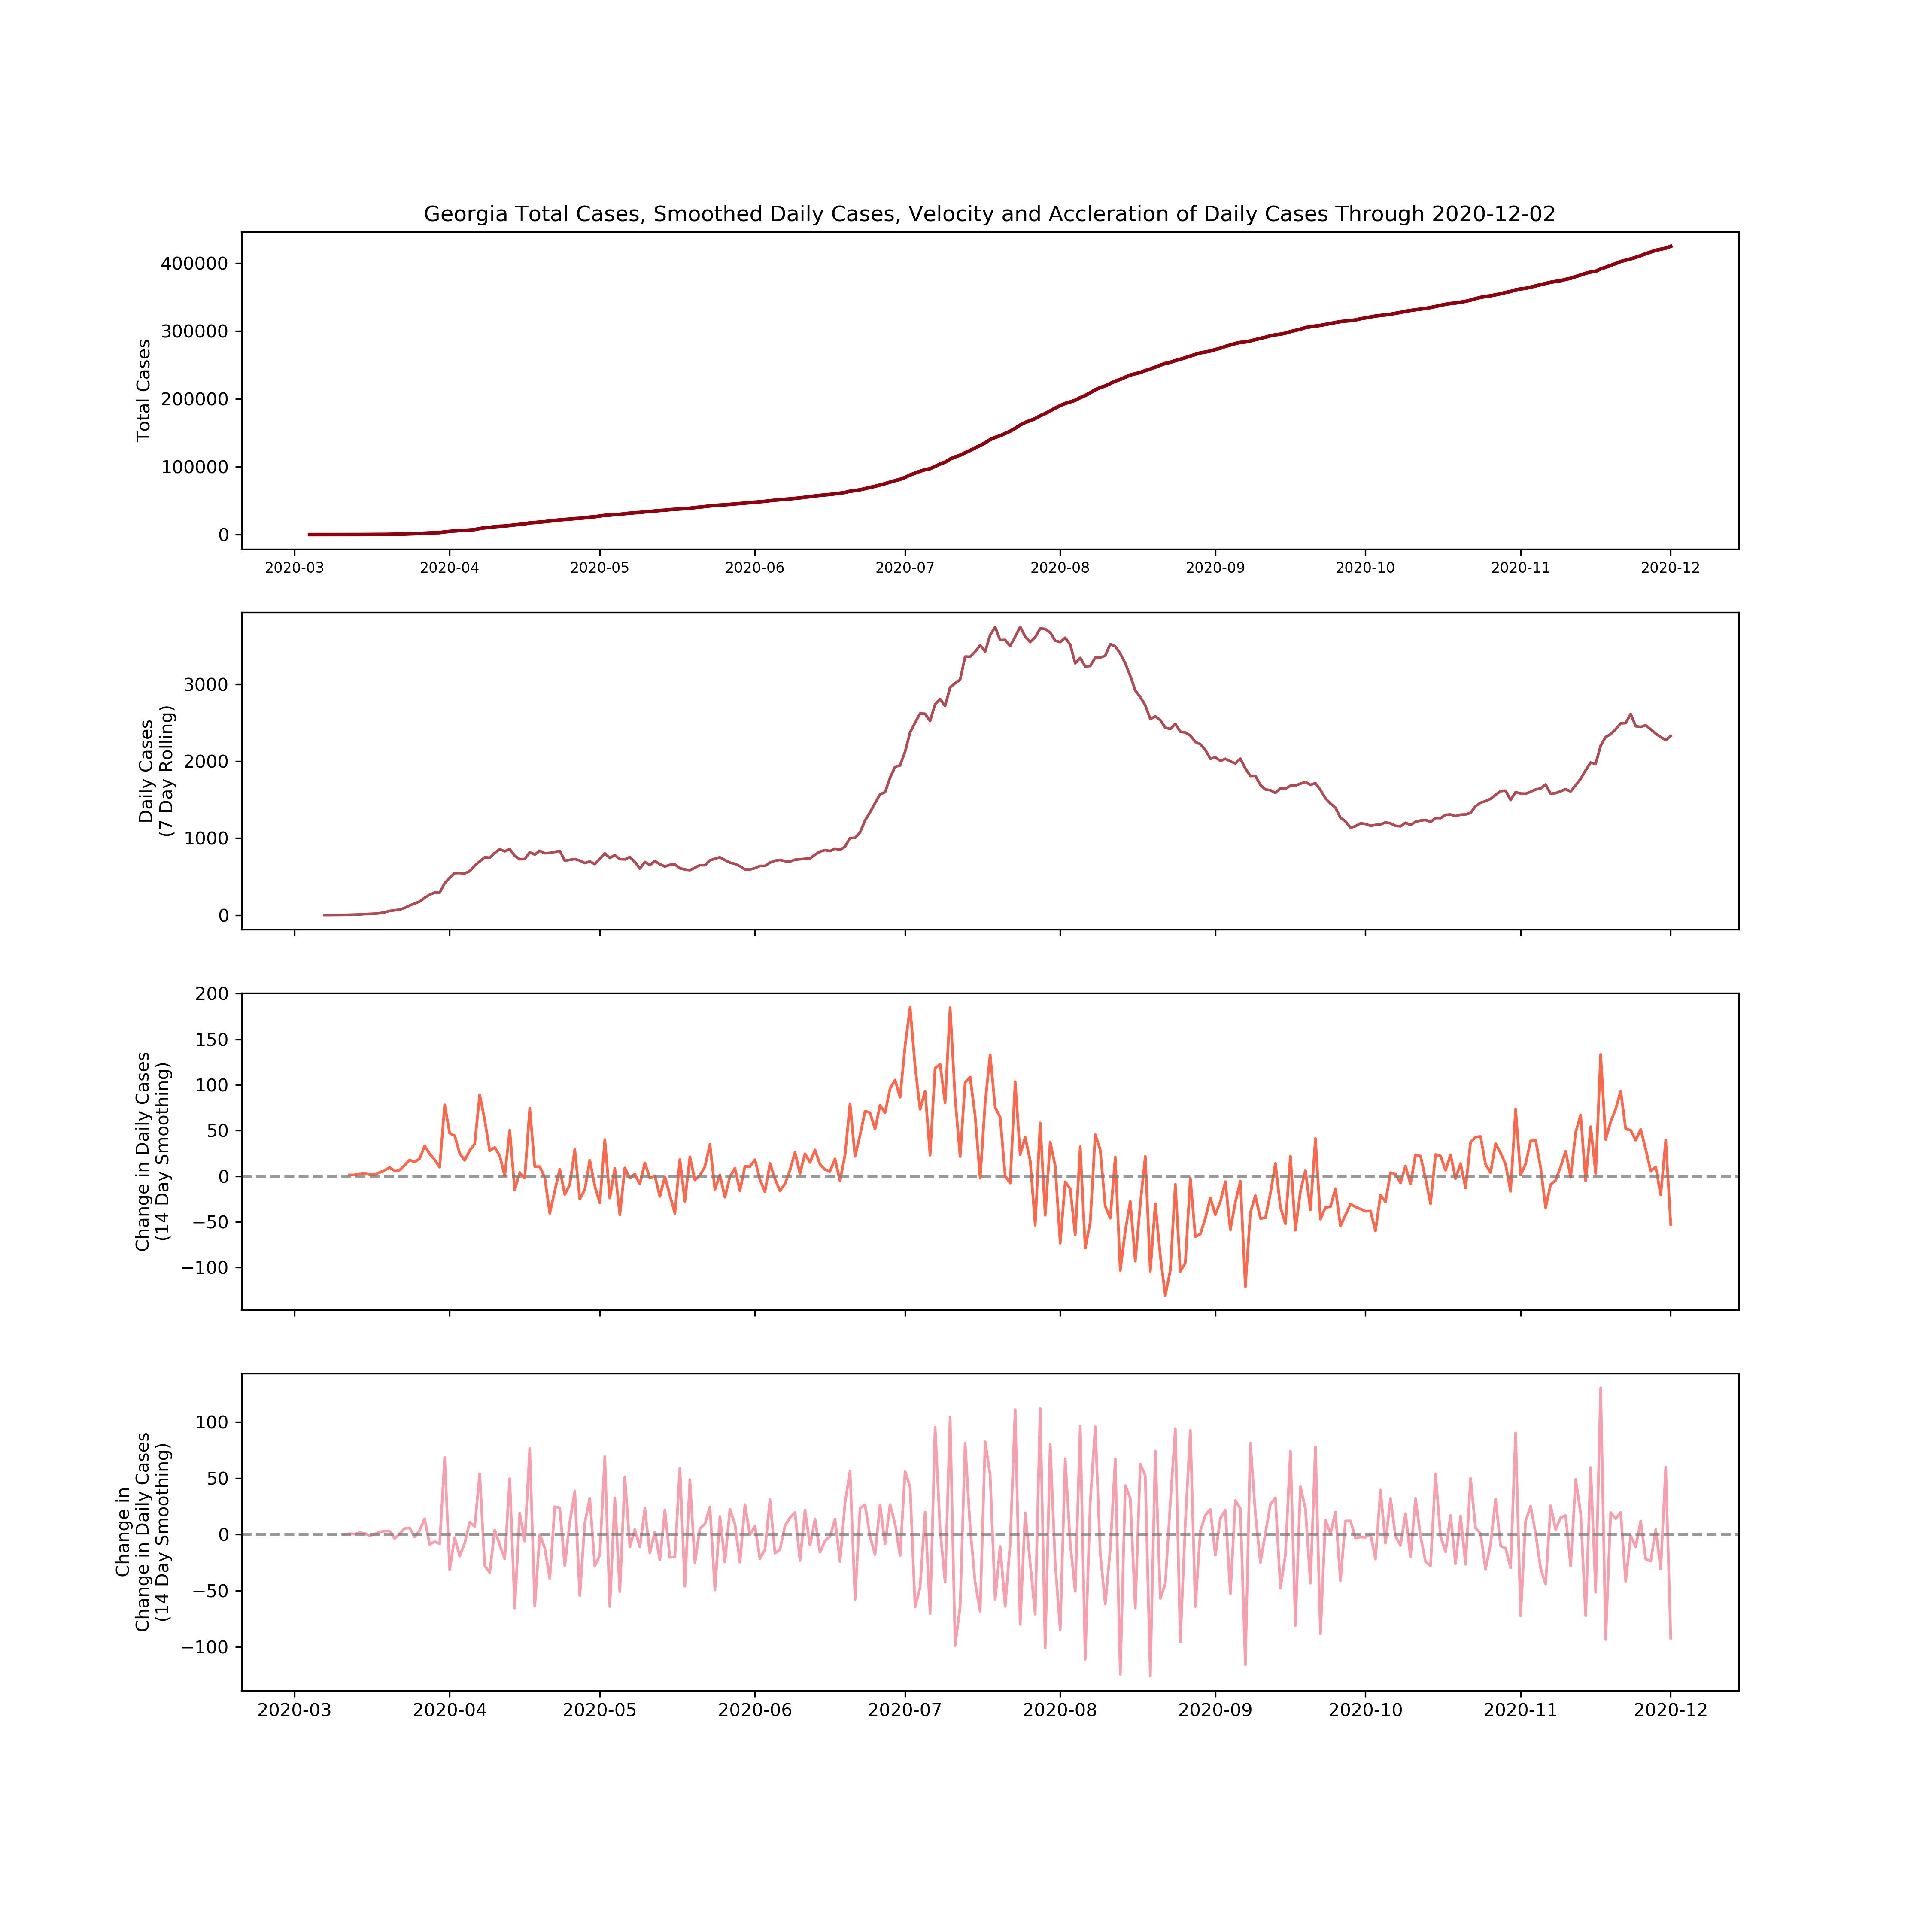 Georgia Total Cases, Smoothed Daily Cases, Velocity and Accleration of Daily Cases Through 2020-12-02
Total Cases
400000
300000
200000
100000
0
2020-03 2020-04 2020-05 2020-06 2020-07 2020-08 2020-09 2020-10 2020-11 2020-12
Daily Cases
(7 Day Rolling)
3000
2000
1000
0
Change in Daily Cases
(14 Day Smoothing)
200
150
100
50
0
−50
−100
Change in
Change in Daily Cases
(14 Day Smoothing)
100
50
0
−50
−100
2020-03 2020-04 2020-05 2020-06 2020-07 2020-08 2020-09 2020-10 2020-11 2020-12